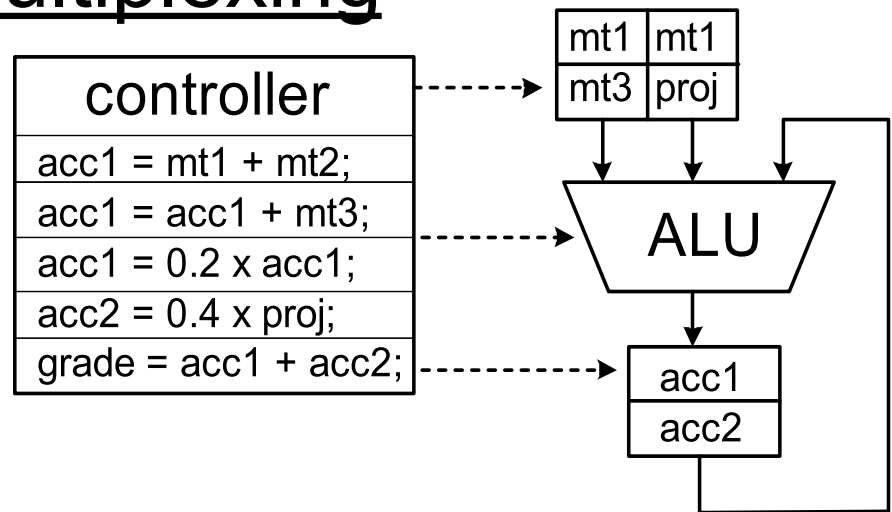 controller
acc1 = mt1 + mt2;
acc1 = acc1 + mt3;
acc1 = 0.2 x acc1;
acc2 = 0.4 x proj;
grade = acc1 + acc2;
mt1 mt1
mt3 proj
ALU
acc1
acc2